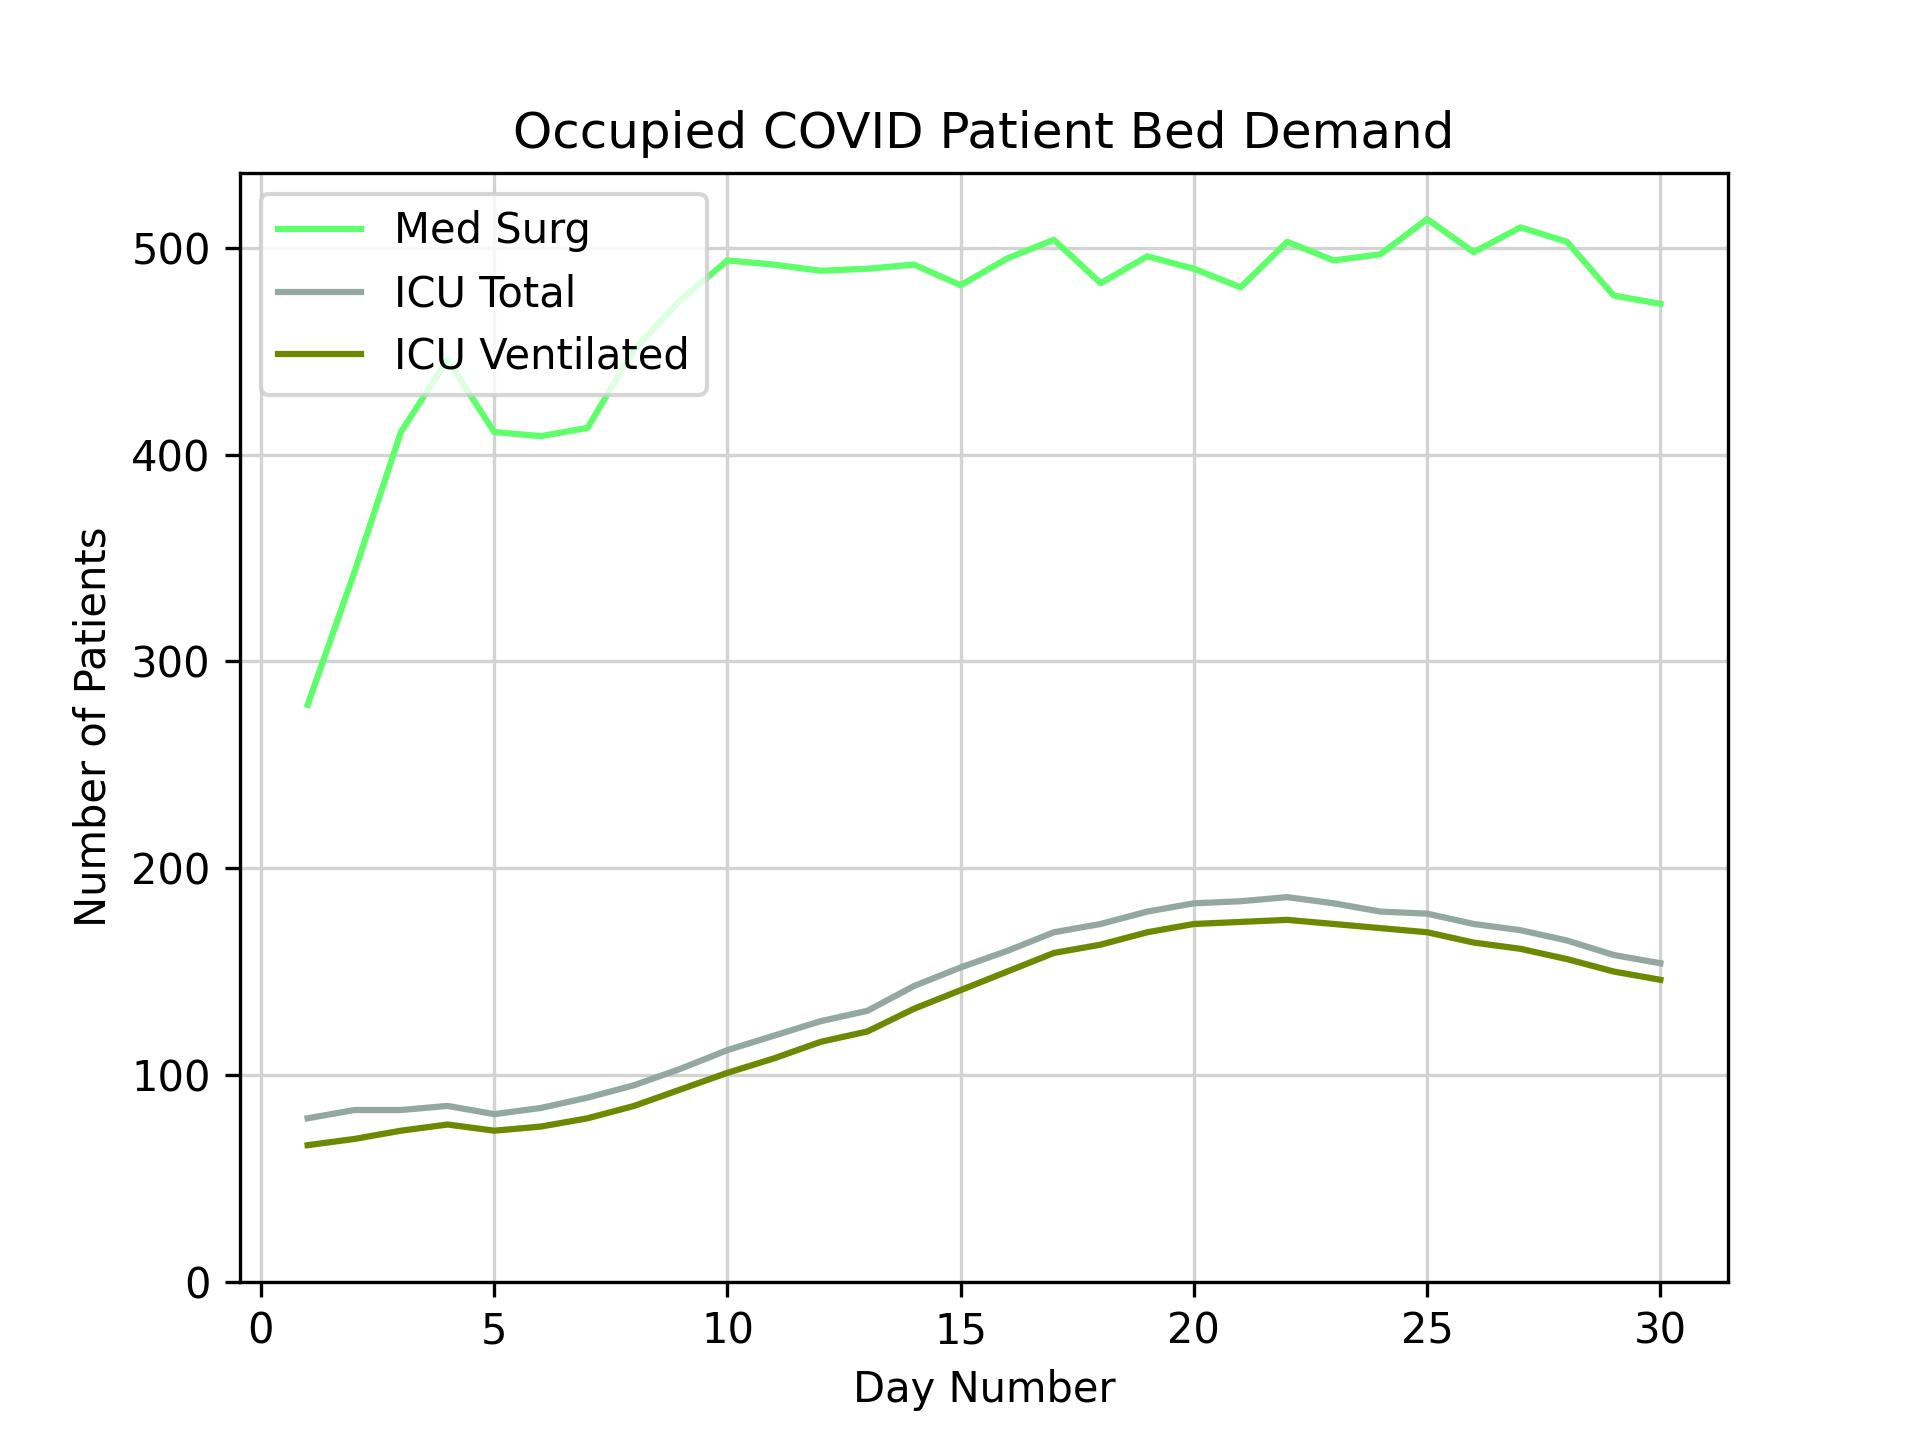 Occupied COVID Patient Bed Demand
Med Surg
ICU Total
ICU Ventilated
500
400
300
200
100
0
Number of Patients
0 5 10 15 20 25 30
Day Number